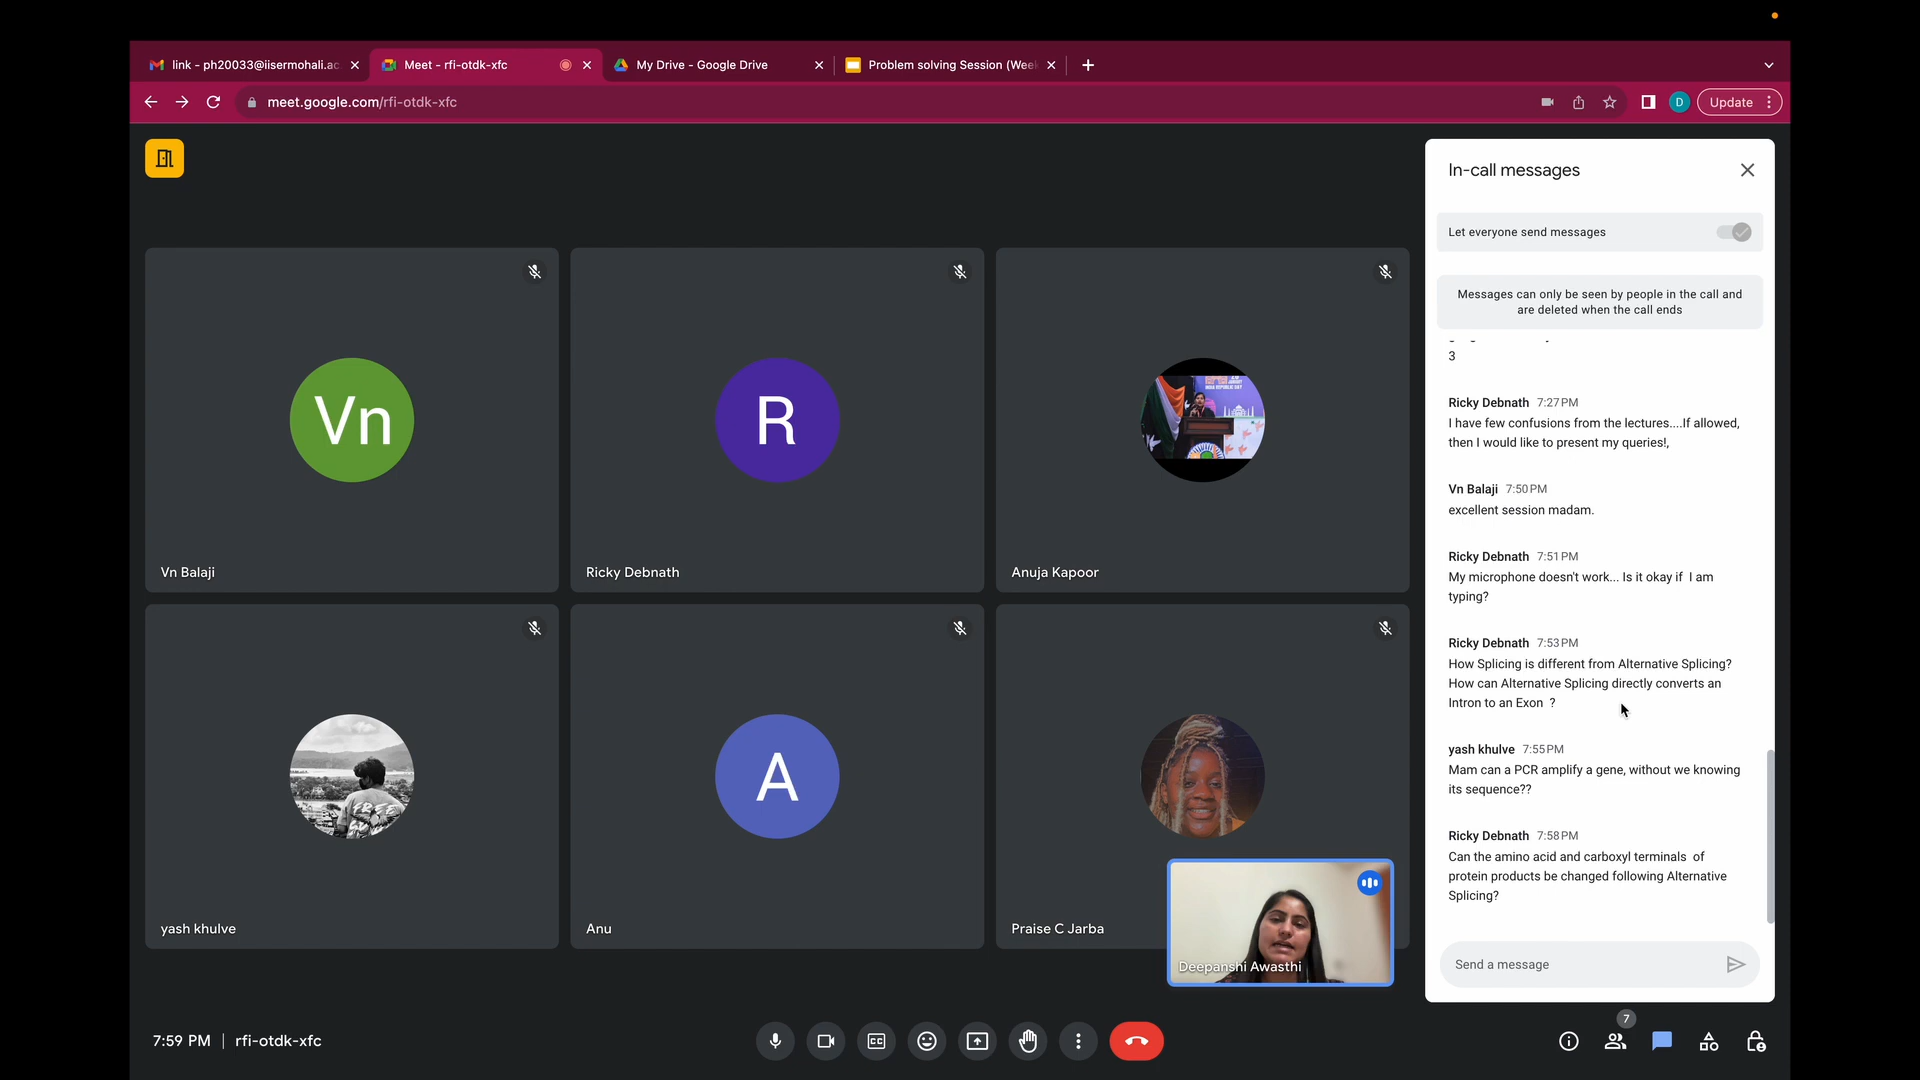 link - ph20033@iisermohali.ac
Meet - rfi-otdk-xfc
My Drive - Google Drive
Problem solving Session (Wee
meet.google.com/rfi-otdk-xfc
D
Update
In-call messages
Let everyone send messages
Messages can only be seen by people in the call and
are deleted when the call ends
3
Ricky Debnath 7:27 PM
I have few confusions from the lectures....If allowed,
then I would like to present my queries!,
Vn Balaji 7:50 PM
excellent session madam.
Ricky Debnath 7:51 PM
My microphone doesn't work... Is it okay if I am
typing?
Ricky Debnath 7:53 PM
How Splicing is different from Alternative Splicing?
How can Alternative Splicing directly converts an
Intron to an Exon ?
yash khulve 7:55 PM
Mam can a PCR amplify a gene, without we knowing
its sequence??
Ricky Debnath 7:58 PM
Can the amino acid and carboxyl terminals of
protein products be changed following Alternative
Splicing?
Send a message
Vn
Vn Balaji
R
Ricky Debnath
Anuja Kapoor
yash khulve
A
Anu
Praise C Jarba
Deepanshi Awasthi
7:59 PM | rfi-otdk-xfc
CC
7